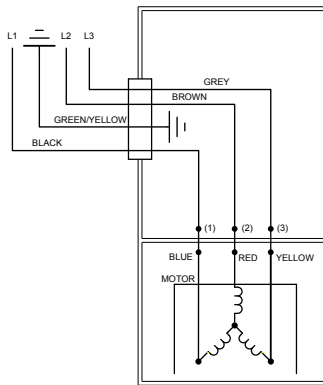 L1 L2 L3
GREY
BROWN
GREEN/YELLOW
BLACK
(1) (2) (3)
BLUE RED YELLOW
MOTOR